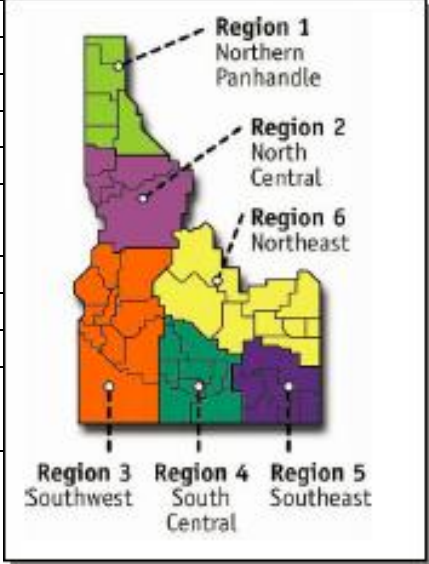 Region 1
Northern
Panhandle
Region 2
North
Central
Region 6
Northeast
Region 3
Southwest
Region 4
South
Central
Region 5
Southeast